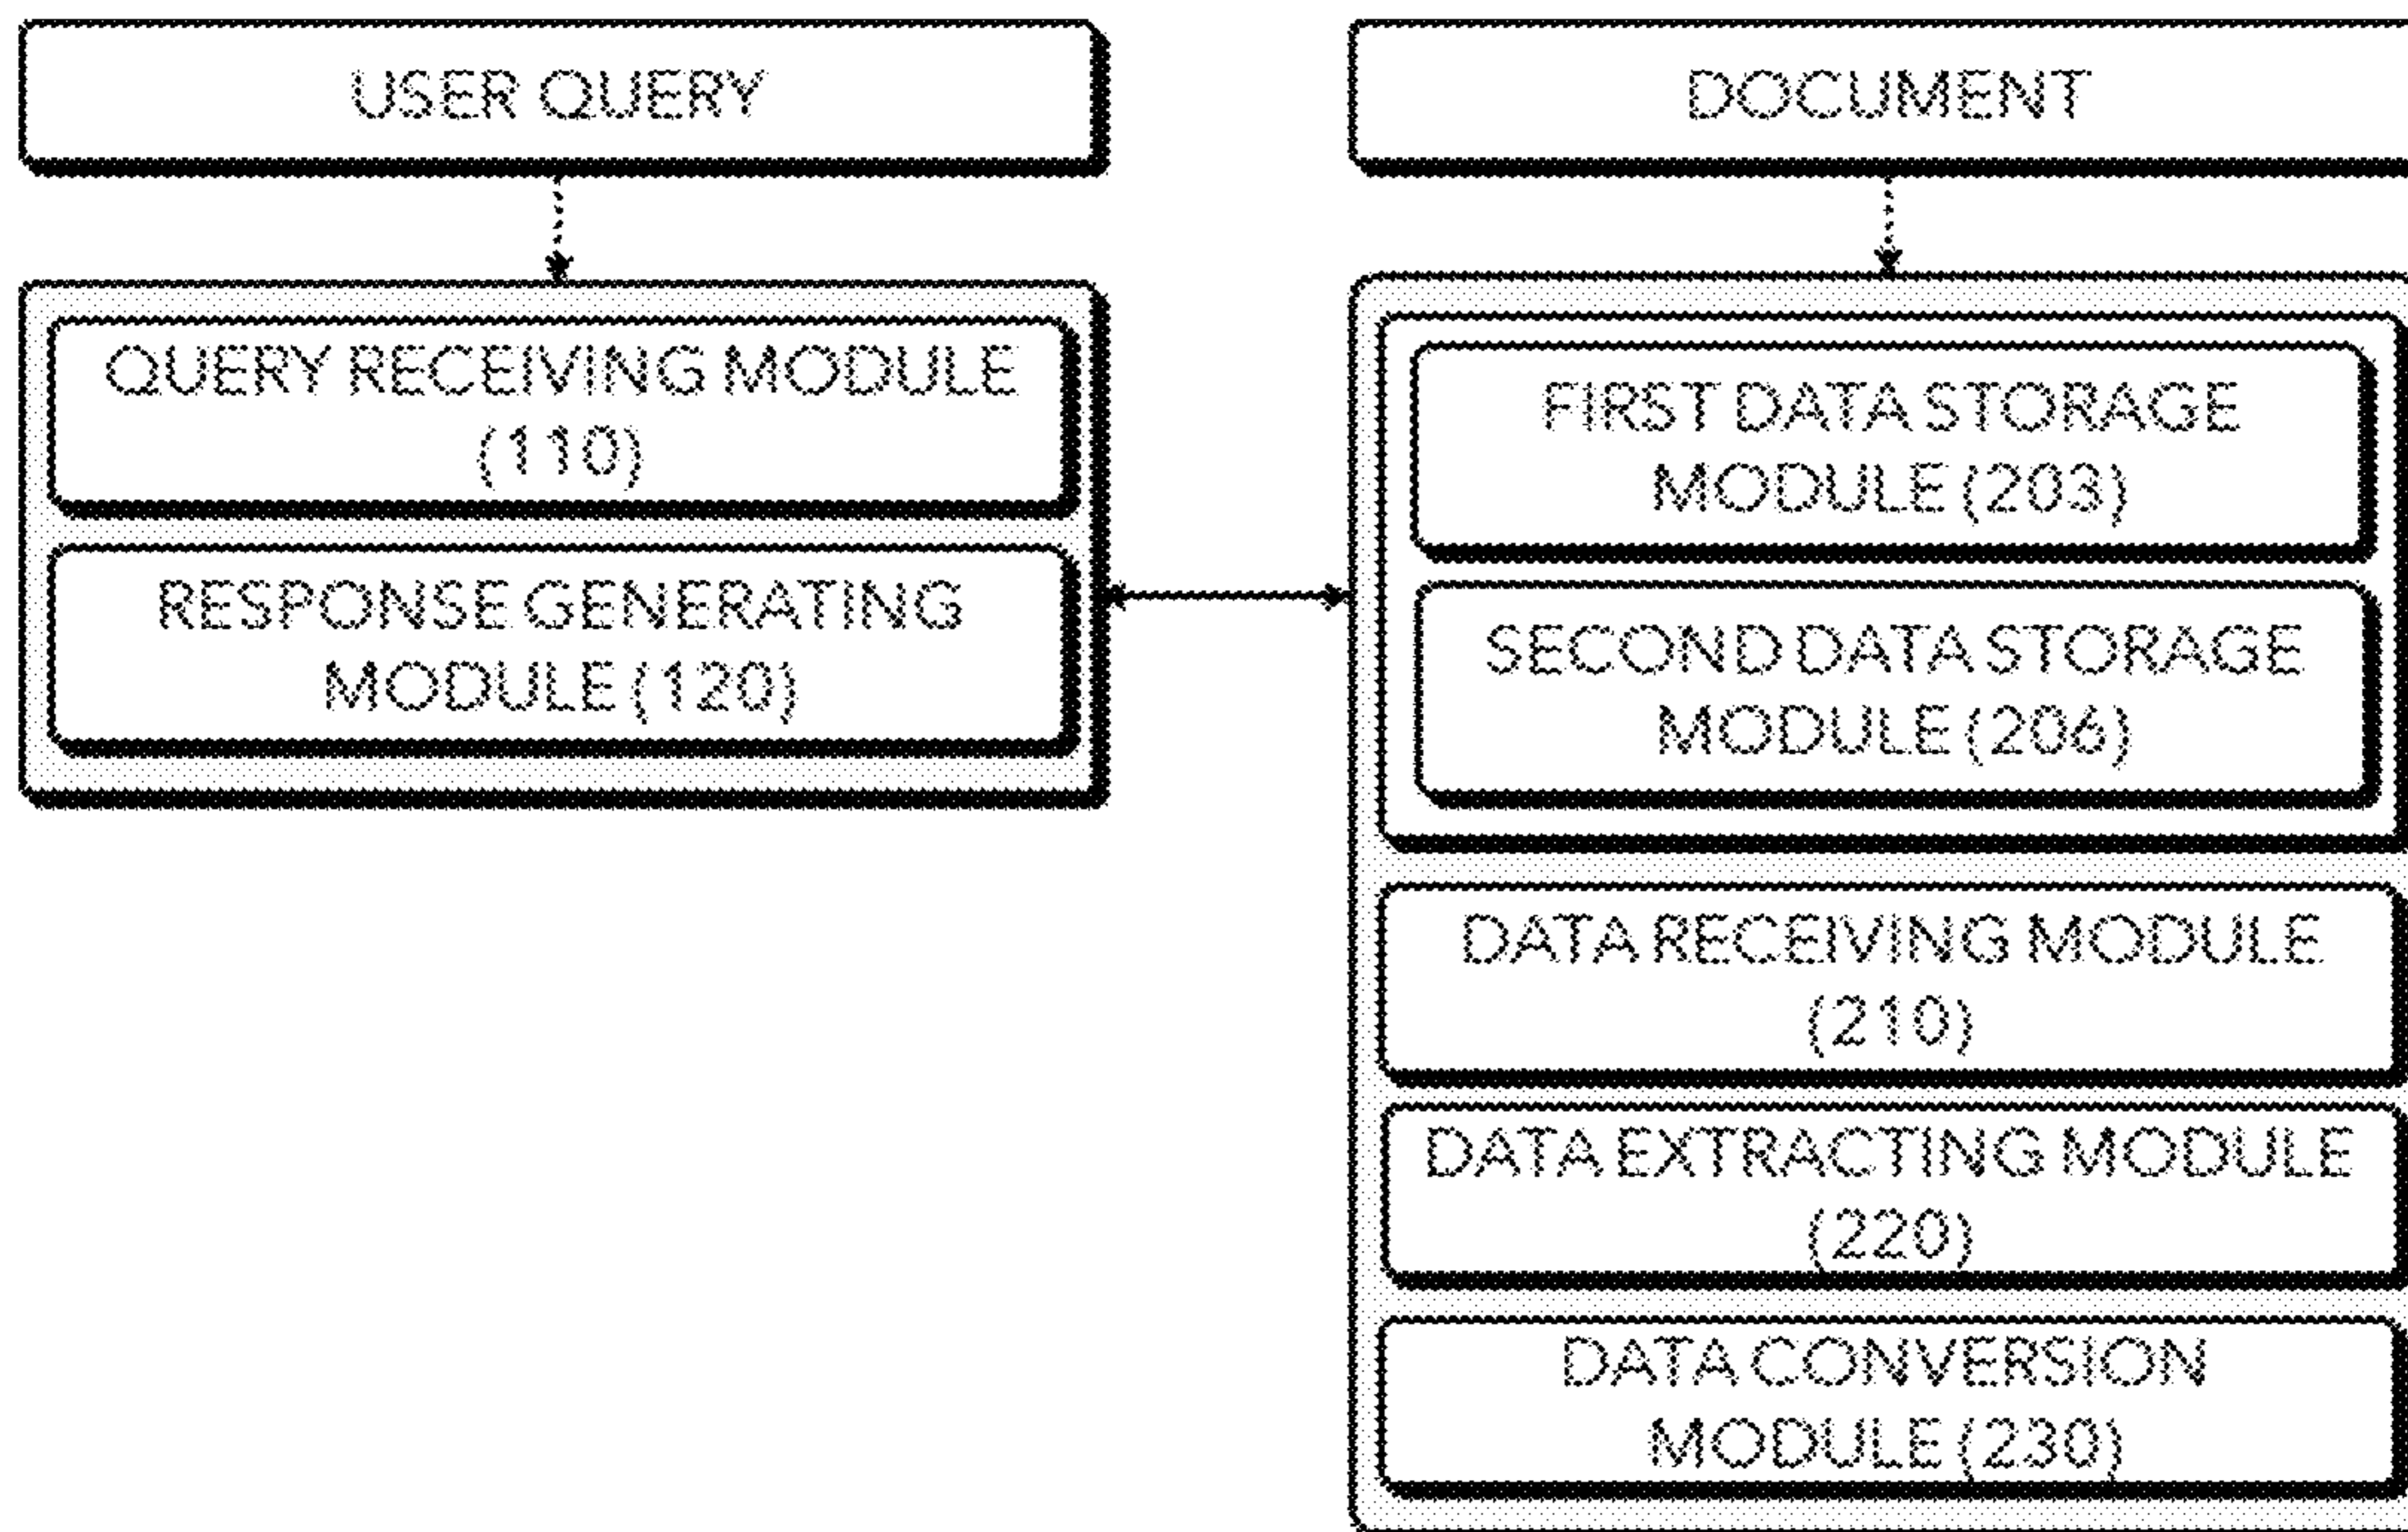 USER QUERY
QUERY RECEIVING MODULE
(110)
RESPONSE GENERATING
MODULE (120)
DOCUMENT
FIRST DATA STORAGE
MODULE (203)
SECOND DATA STORAGE
MODULE (206)
DATA RECEIVING MODULE
(210)
DATA EXTRACTING MODULE
(220)
DATA CONVERSION
MODULE (230)